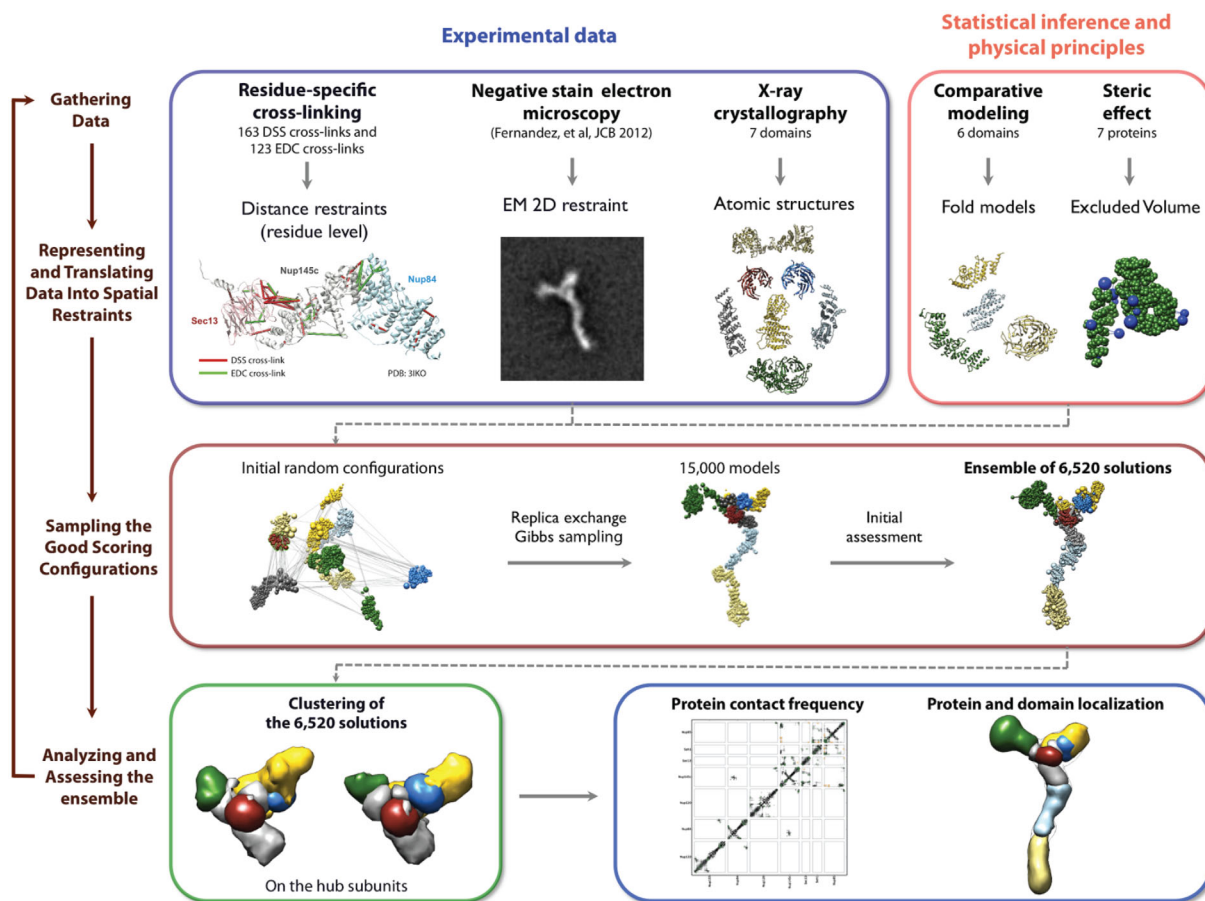 Experimental data
Statistical inference and
physical principles
Gathering
Data
Residue-specific
cross-linking
163 DSS cross-links and
123 EDC cross-links
Negative stain electron
microscopy
(Fernandez, et al, JCB 2012)
X-ray
crystallography
7 domains
Comparative
modeling
6 domains
Steric
effect
7 proteins
Representing
and Translating
Data Into Spatial
Restraints
Distance restraints
(residue level)
EM 2D restraint
Atomic structures
Fold models
Excluded Volume
Nup145c
Nup84
Sec13
DSS cross-link
EDC cross-link
PDB: 3IKO
Sampling the
Good Scoring
Configurations
Initial random configurations
Replica exchange
Gibbs sampling
15,000 models
Initial
assessment
Ensemble of 6,520 solutions
Analyzing and
Assessing the
ensemble
Clustering of
the 6,520 solutions
On the hub subunits
Protein contact frequency
Protein and domain localization